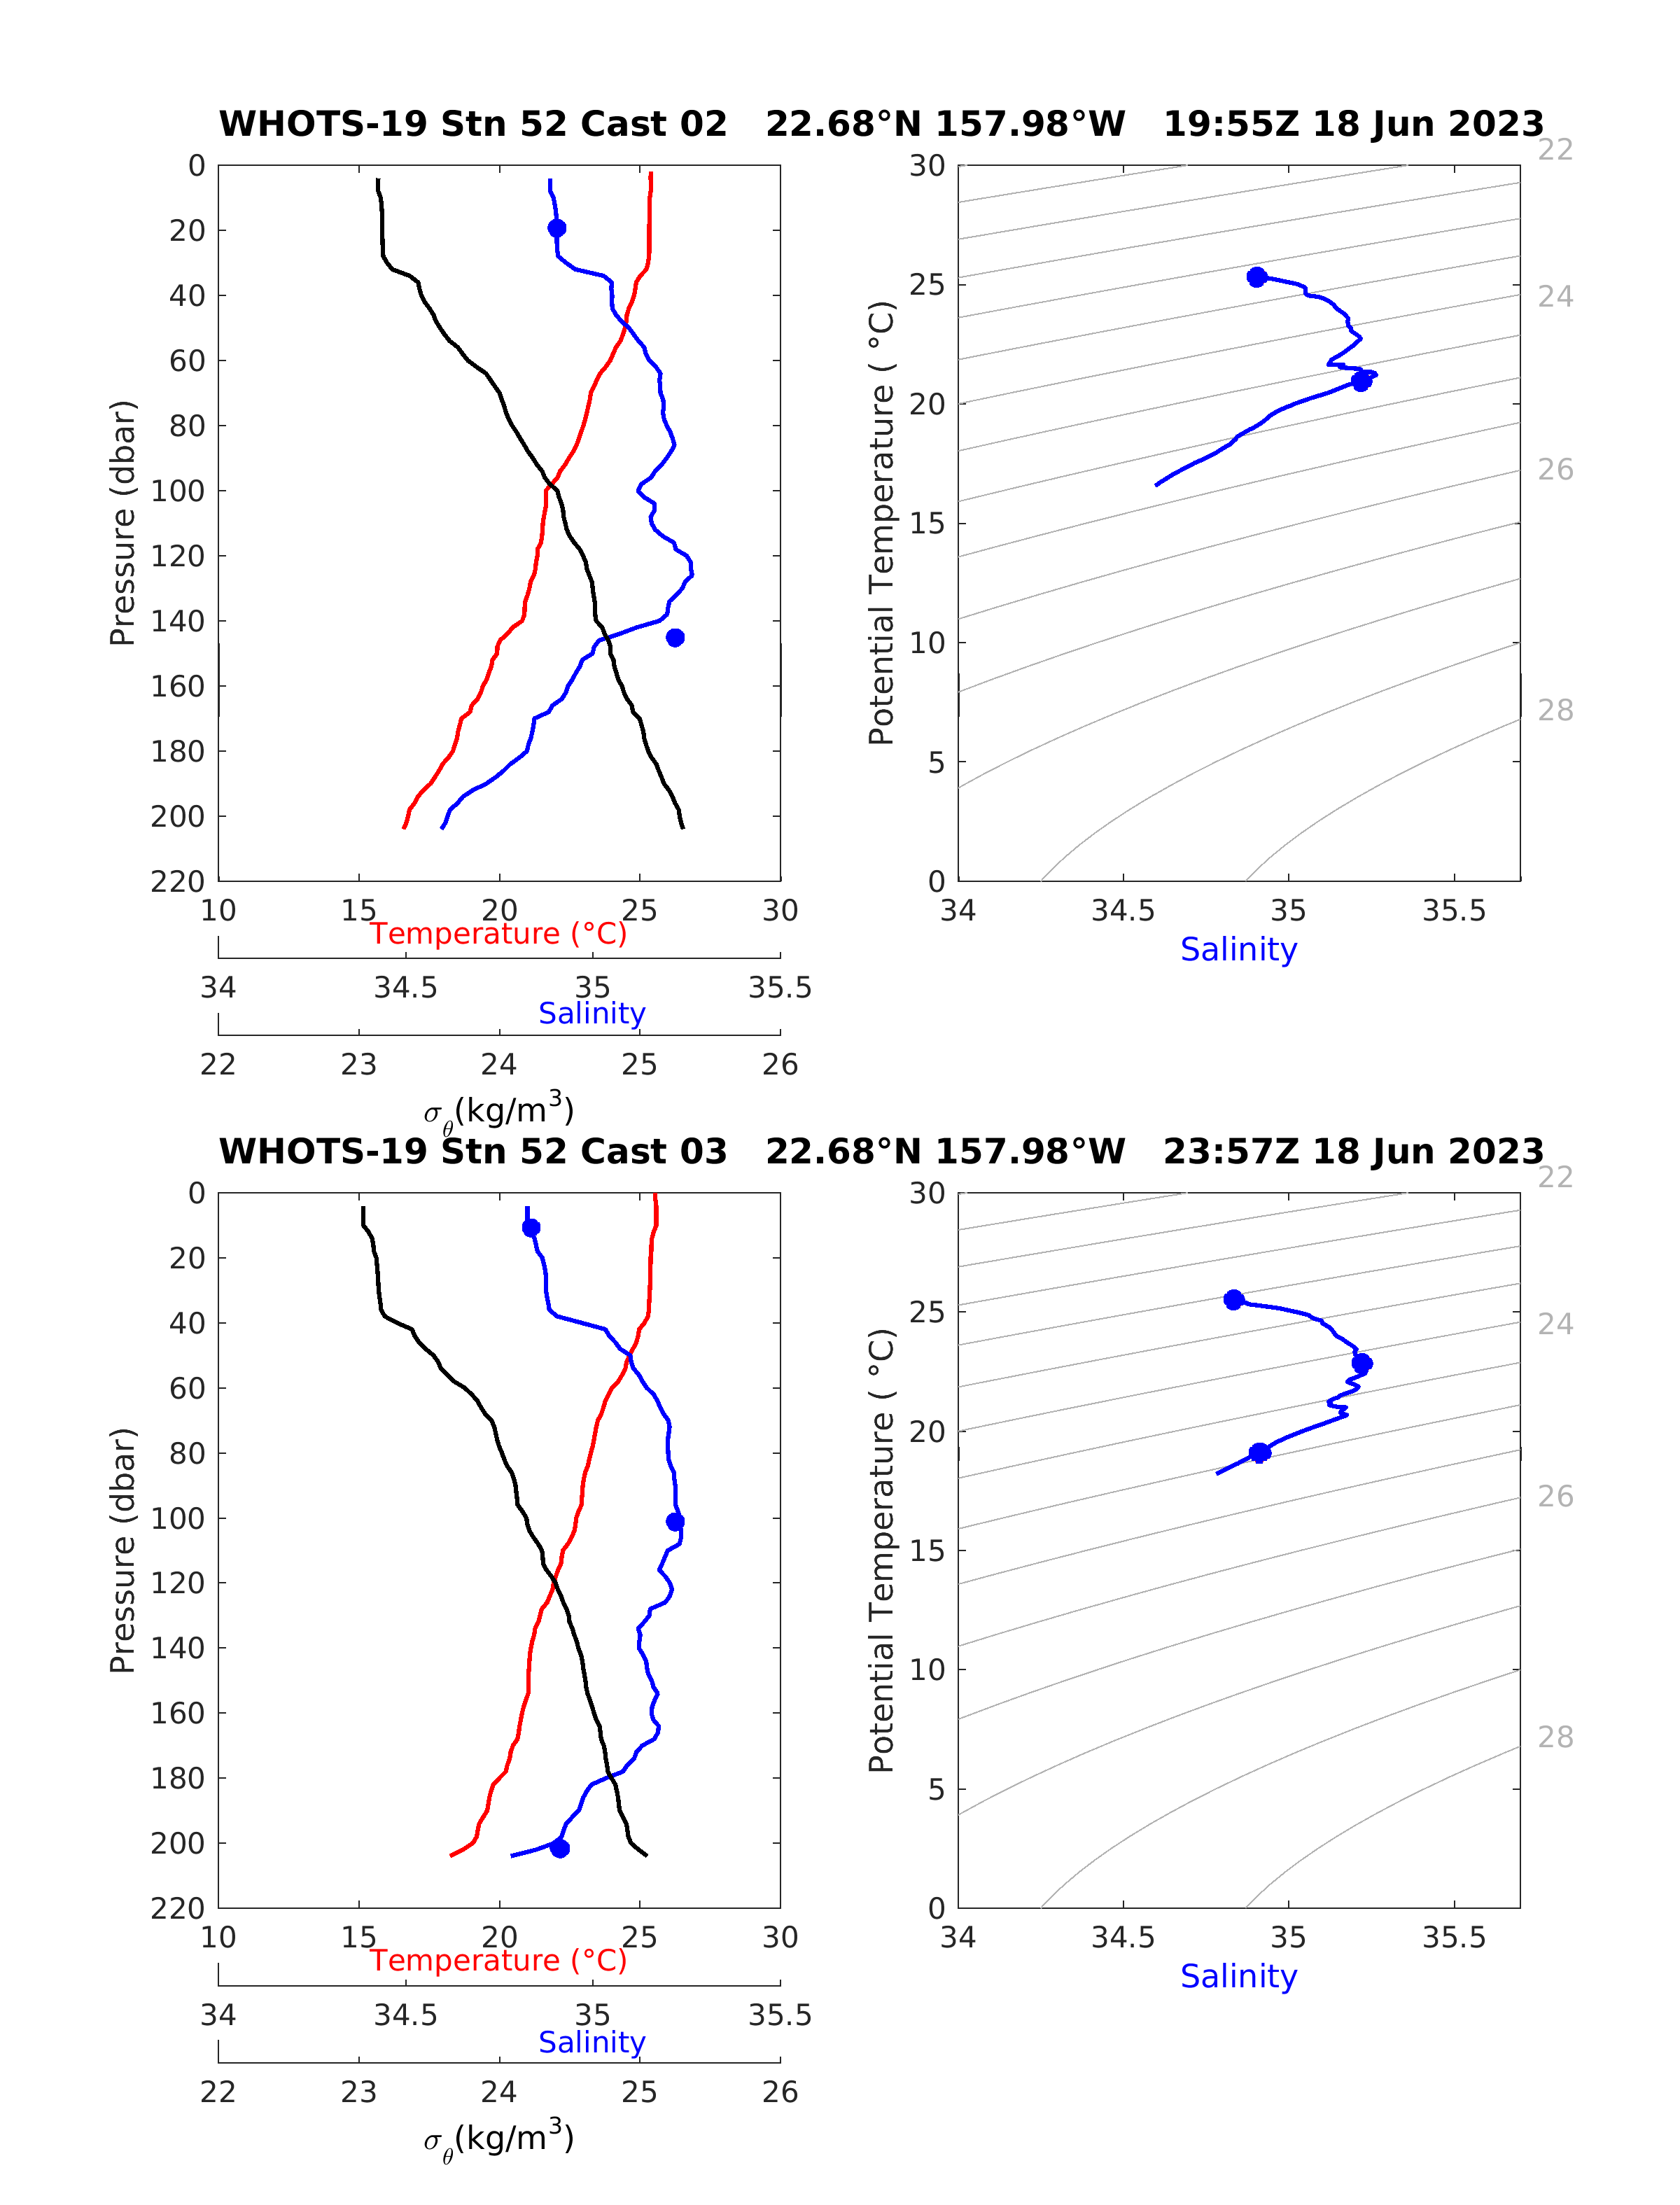 WHOTS-19 Stn 52 Cast 02   22.68°N 157.98°W   19:55Z 18 Jun 2023
0
20
40
60
80
100
120
140
160
180
200
220
Pressure (dbar)
10 15 20 25 30
Temperature (°C)
34 34.5 35 35.5
Salinity
22 23 24 25 26
σθ(kg/m³)
30
25
20
15
10
5
0
Potential Temperature ( °C)
34 34.5 35 35.5
Salinity
22
24
26
28
WHOTS-19 Stn 52 Cast 03   22.68°N 157.98°W   23:57Z 18 Jun 2023
0
20
40
60
80
100
120
140
160
180
200
220
Pressure (dbar)
10 15 20 25 30
Temperature (°C)
34 34.5 35 35.5
Salinity
22 23 24 25 26
σθ(kg/m³)
30
25
20
15
10
5
0
Potential Temperature ( °C)
34 34.5 35 35.5
Salinity
22
24
26
28